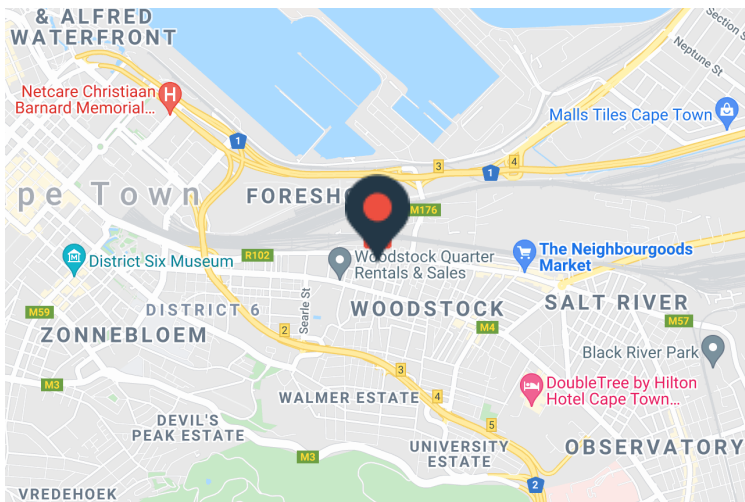 & ALFRED
WATERFRONT
Section S
Neptune St
Netcare Christiaan
Barnard Memorial...
H
Malls Tiles Cape Town
1
3
4
1
pe Town
FORESHO
M176
District Six Museum
R102
Woodstock Quarter
Rentals & Sales
The Neighbourgoods
Market
DISTRICT 6
Searle St
WOODSTOCK
SALT RIVER
M59
ZONNEBLOEM
2
M4
M57
Black River Park
M3
3
DoubleTree by Hilton
Hotel Cape Town...
WALMER ESTATE
4
DEVIL'S
PEAK ESTATE
5
M3
UNIVERSITY
ESTATE
OBSERVATORY
2
VREDEHOEK